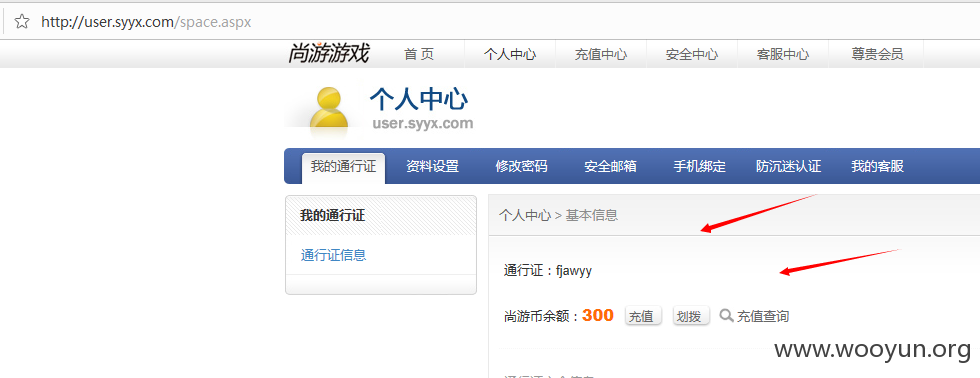 http://user.syyx.com/space.aspx
尚游游戏 首 页 个人中心 充值中心 安全中心 客服中心 尊贵会员
个人中心
user.syyx.com
我的通行证 资料设置 修改密码 安全邮箱 手机绑定 防沉迷认证 我的客服
我的通行证
通行证信息
个人中心 > 基本信息
通行证：fjawyy
尚游币余额：300 充值 划拨 充值查询
www.wooyun.org